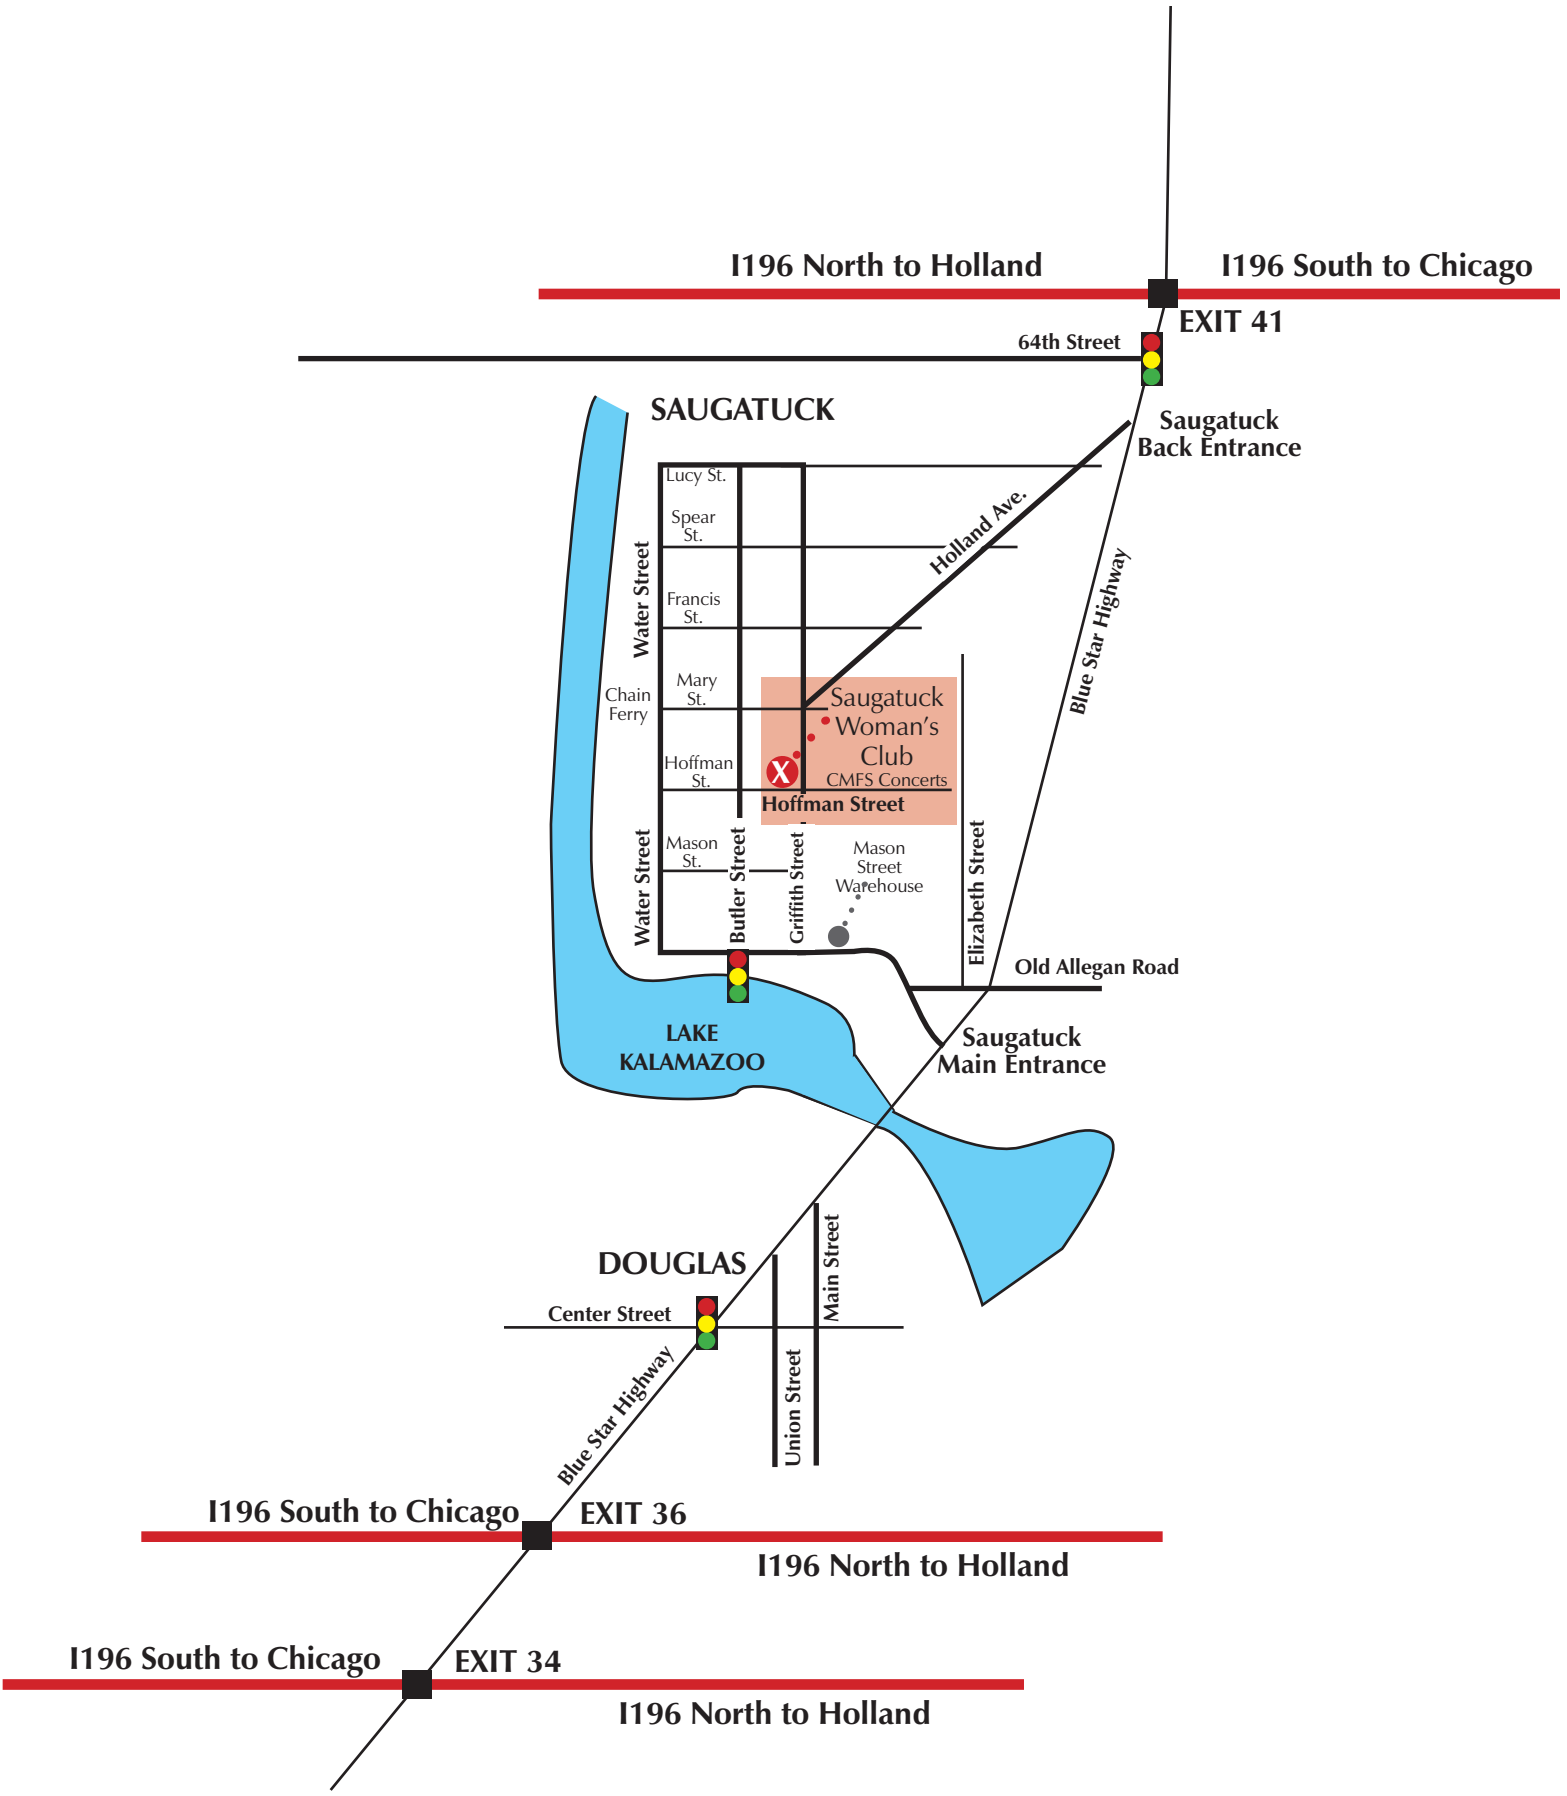 I196 North to Holland
I196 South to Chicago
EXIT 41
64th Street
SAUGATUCK
Saugatuck
Back Entrance
Lucy St.
Spear
St.
Holland Ave.
Water Street
Blue Star Highway
Francis
St.
Mary
St.
Chain
Ferry
Saugatuck
Woman's
Club
CMFS Concerts
Hoffman
St.
X
Hoffman Street
Mason
St.
Water Street
Butler Street
Griffith Street
Mason
Street
Warehouse
Elizabeth Street
Old Allegan Road
LAKE
KALAMAZOO
Saugatuck
Main Entrance
DOUGLAS
Main Street
Center Street
Union Street
Blue Star Highway
I196 South to Chicago
EXIT 36
I196 North to Holland
I196 South to Chicago
EXIT 34
I196 North to Holland